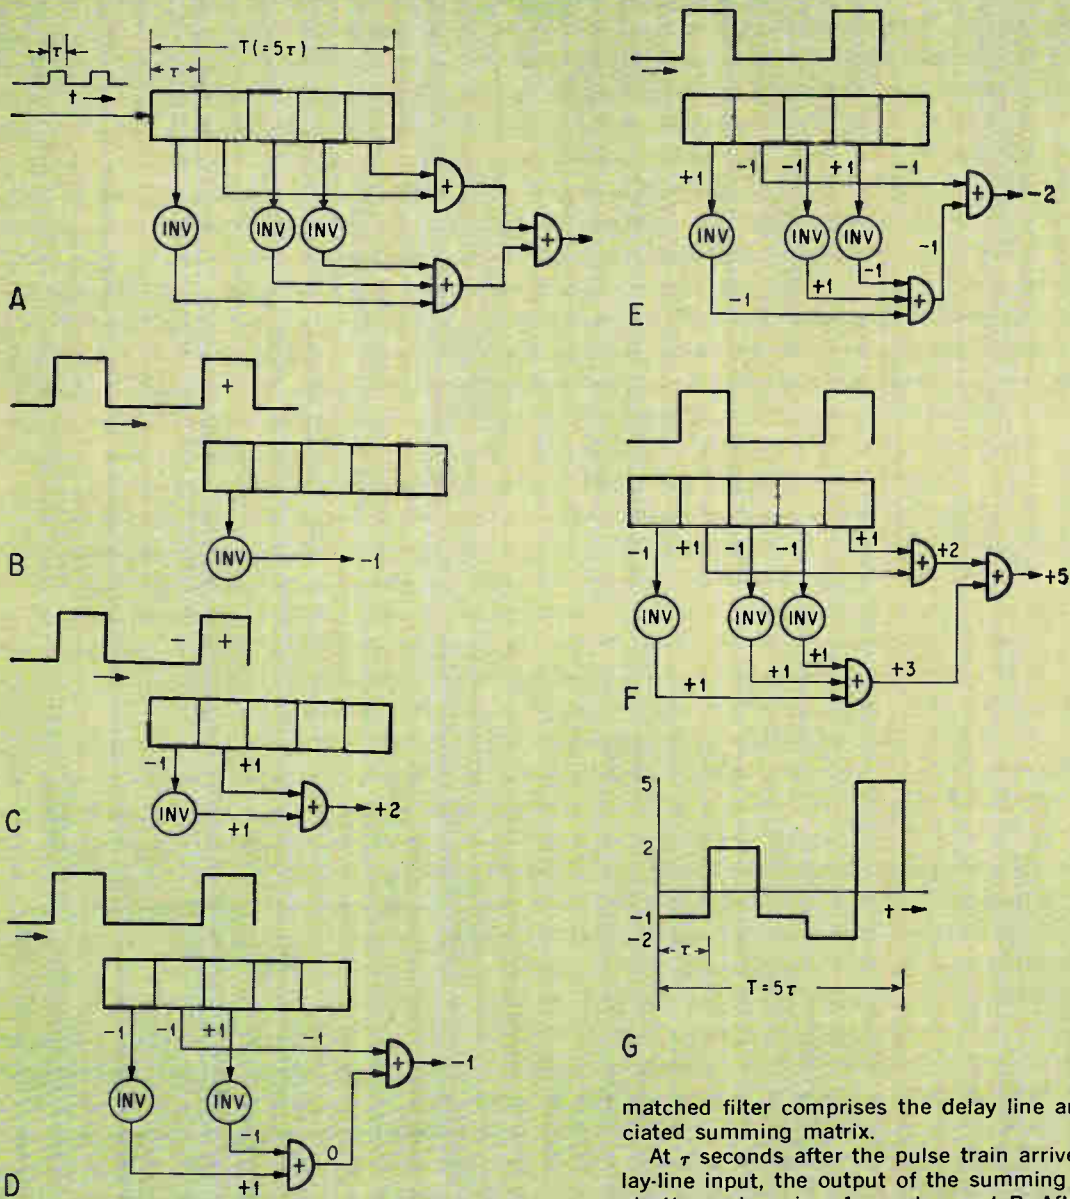 τ
T(=5τ)
τ
t
INV
INV
INV
+
+
+
A
+
INV
-1
B
-
+
-1
+1
INV
+1
+
+2
C
-1
-1
+1
-1
INV
INV
-1
+1
+
0
+
-1
D
+1
-1
-1
+1
-1
INV
INV
INV
-1
+1
-1
+
-1
+
-2
E
-1
+1
-1
-1
+1
INV
INV
INV
+1
+1
+1
+
+3
+
+2
+
+5
F
5
2
-1
-2
t
τ
T=5τ
G
matched filter comprises the delay line
ciated summing matrix.
At τ seconds after the pulse train
lay-line input, the output of the summing